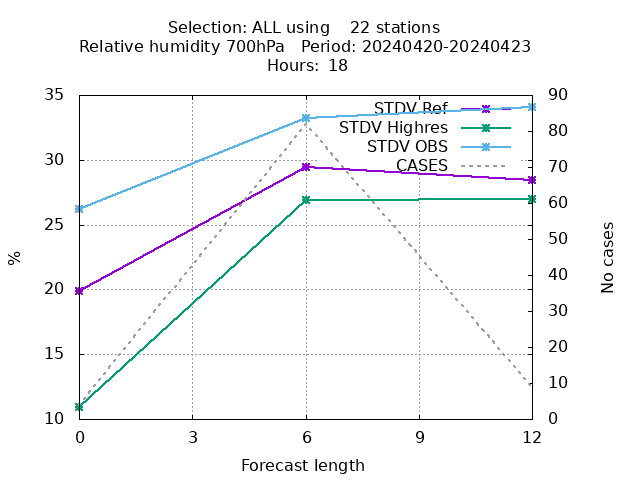 Selection: ALL using    22 stations
Relative humidity 700hPa   Period: 20240420-20240423
Hours: 18
STDV Ref
STDV Highres
STDV OBS
CASES
35
30
25
20
15
10
90
80
70
60
50
40
30
20
10
0
%
No cases
0
3
6
9
12
Forecast length